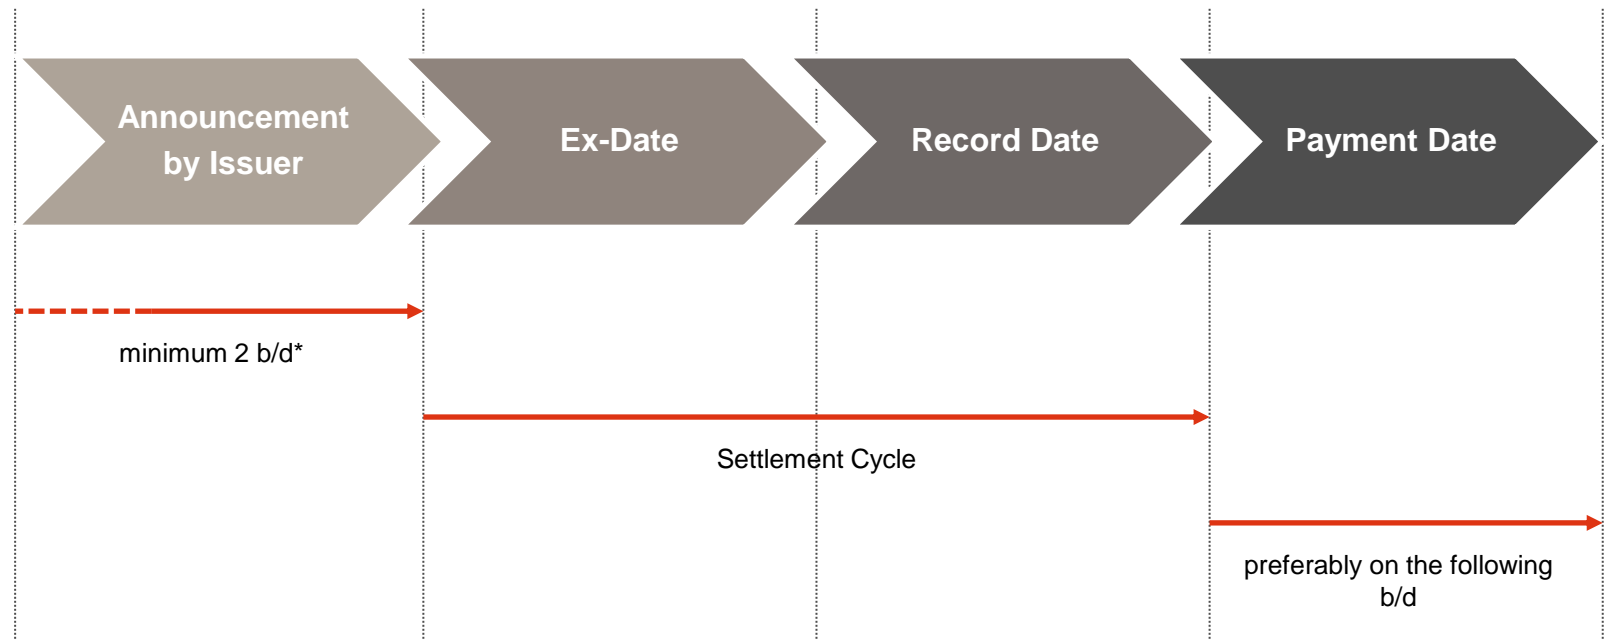 Announcement
by Issuer
Ex-Date
Record Date
Payment Date
minimum 2 b/d*
Settlement Cycle
preferably on the following
b/d